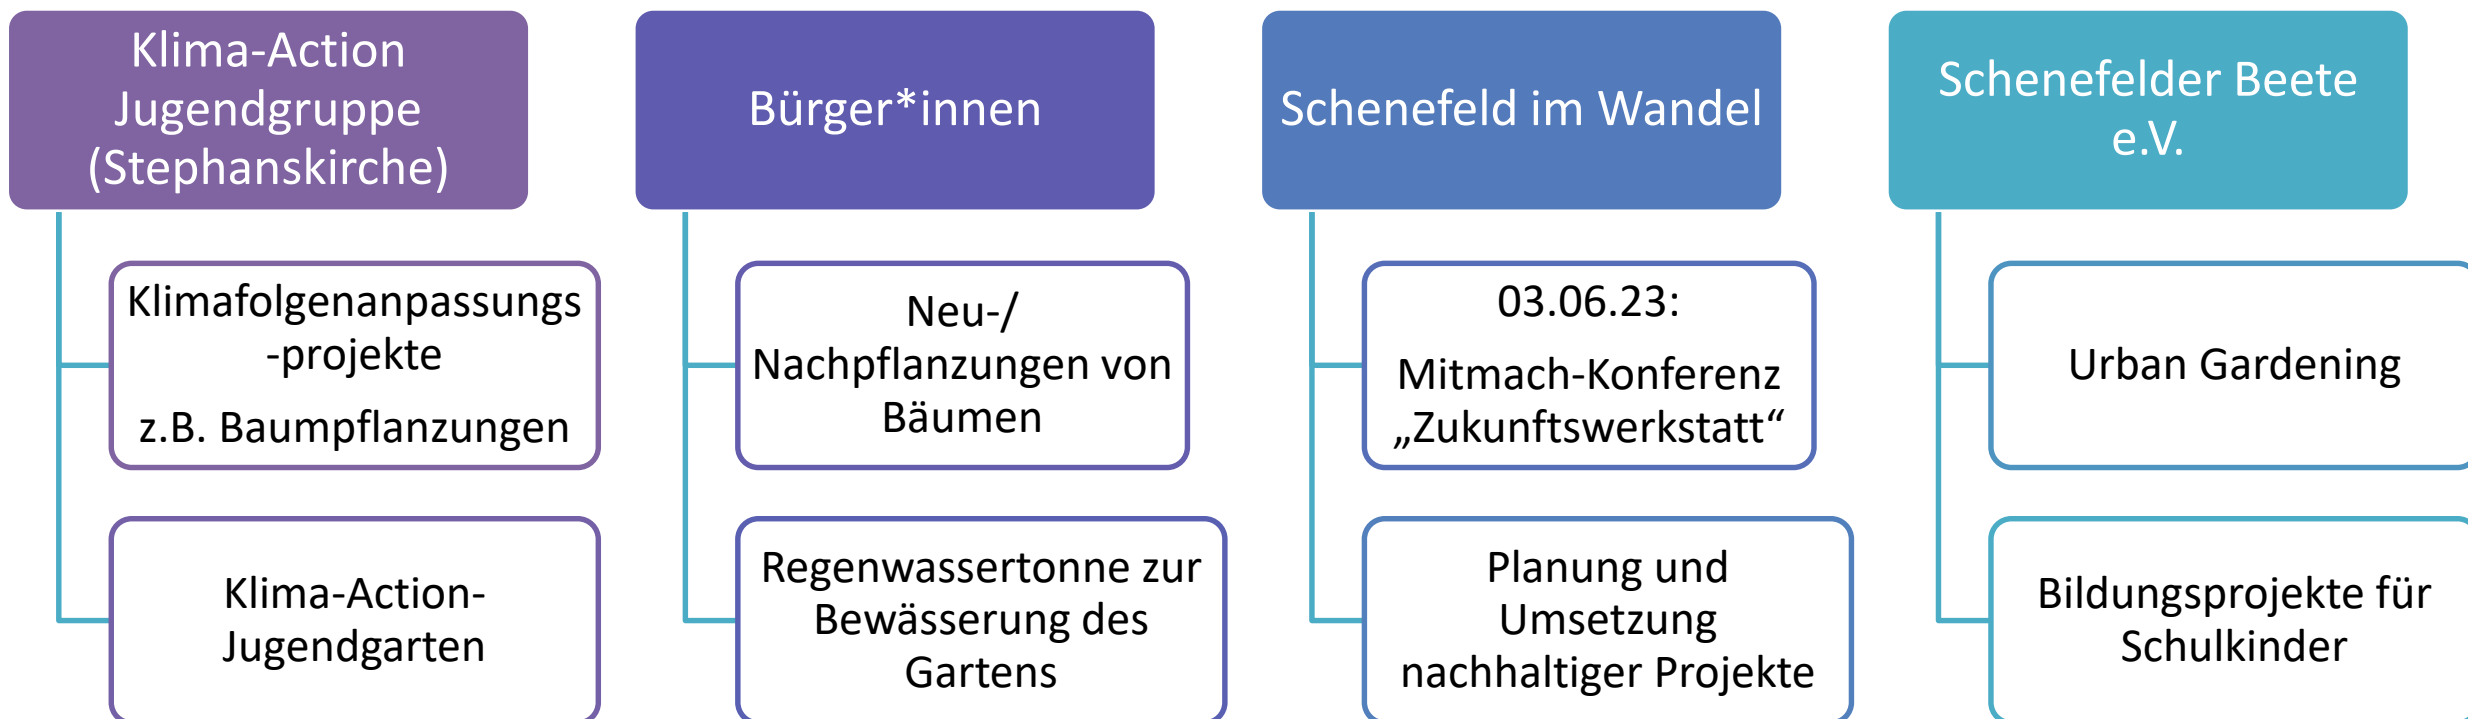 Klima-Action
Jugendgruppe
(Stephanskirche)
Klimafolgenanpassungs
-projekte
z.B. Baumpflanzungen
Klima-Action-
Jugendgarten
Bürger*innen
Neu-/
Nachpflanzungen von
Bäumen
Regenwassertonne zur
Bewässerung des
Gartens
Schenefeld im Wandel
03.06.23:
Mitmach-Konferenz
„Zukunftswerkstatt“
Planung und
Umsetzung
nachhaltiger Projekte
Schenefelder Beete
e.V.
Urban Gardening
Bildungsprojekte für
Schulkinder